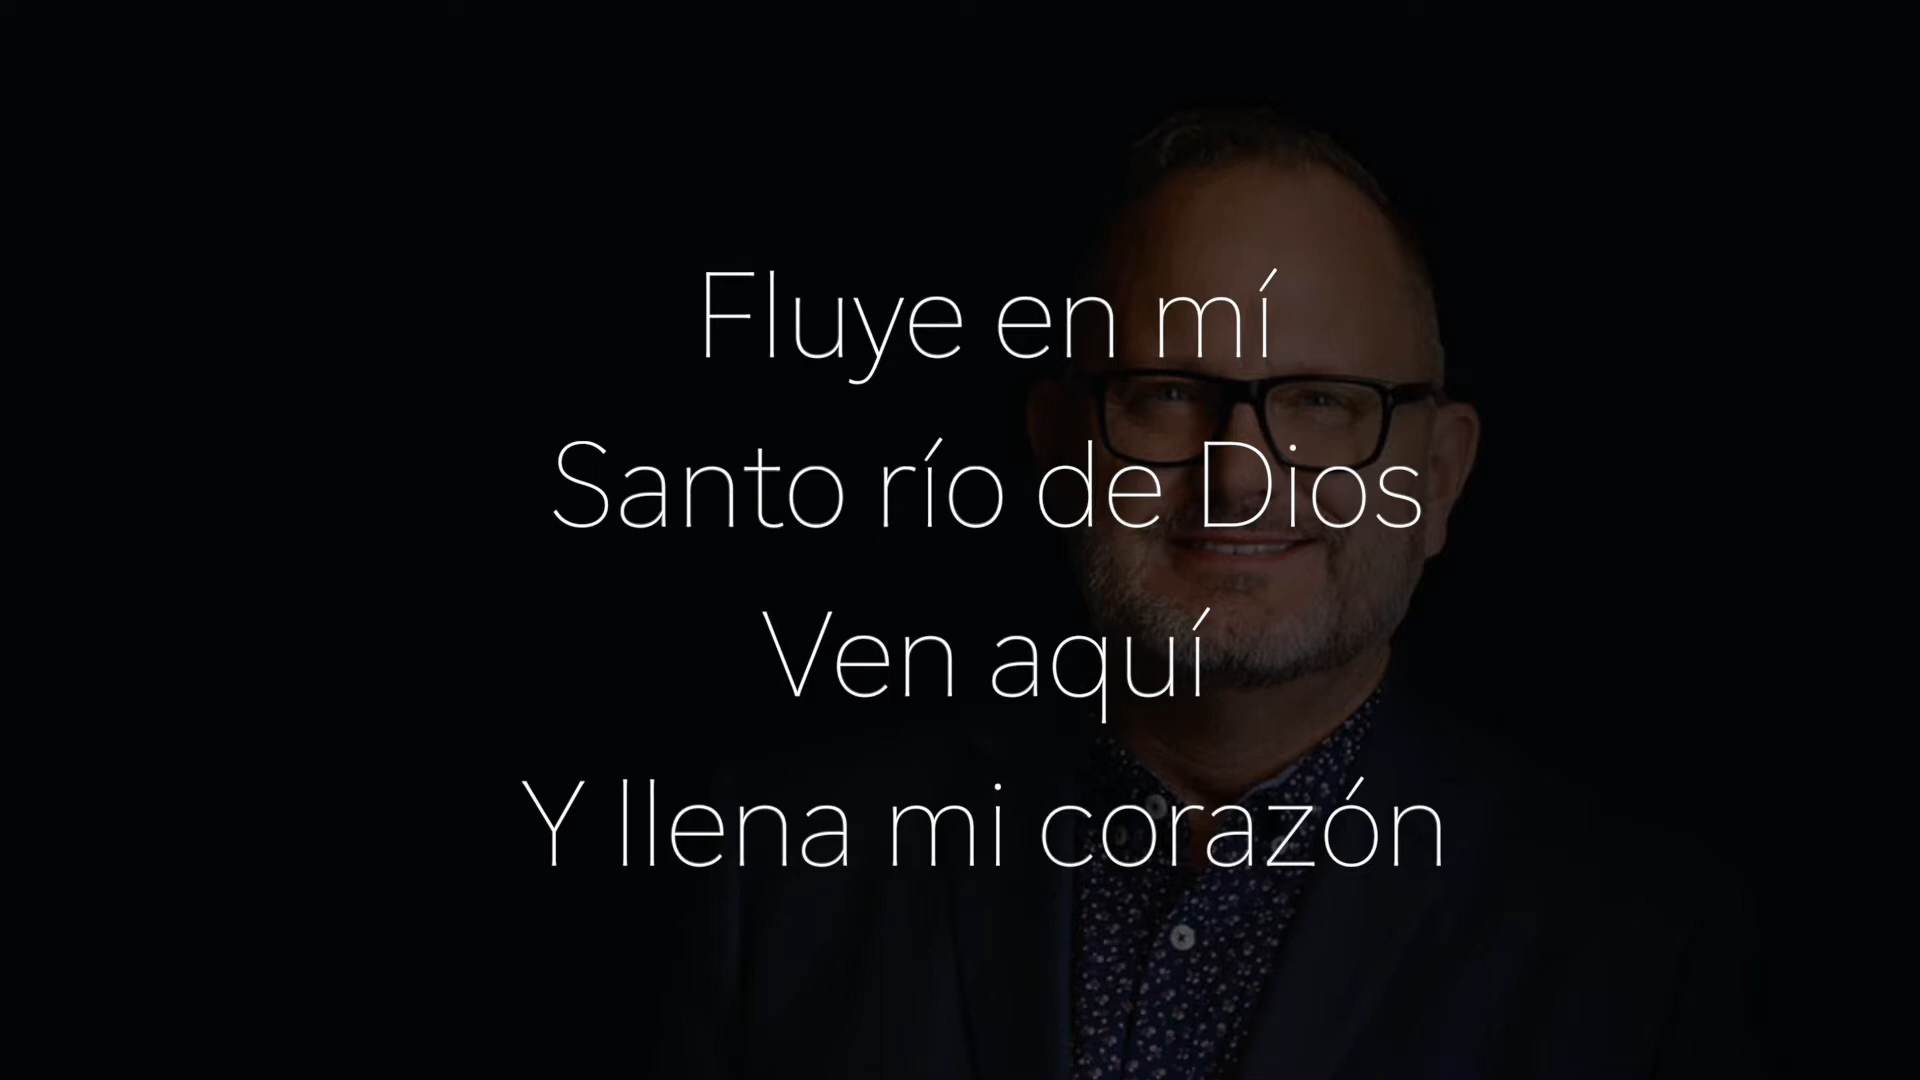 Fluye en mí
Santo río de Dios
Ven aquí
Y llena mi corazón